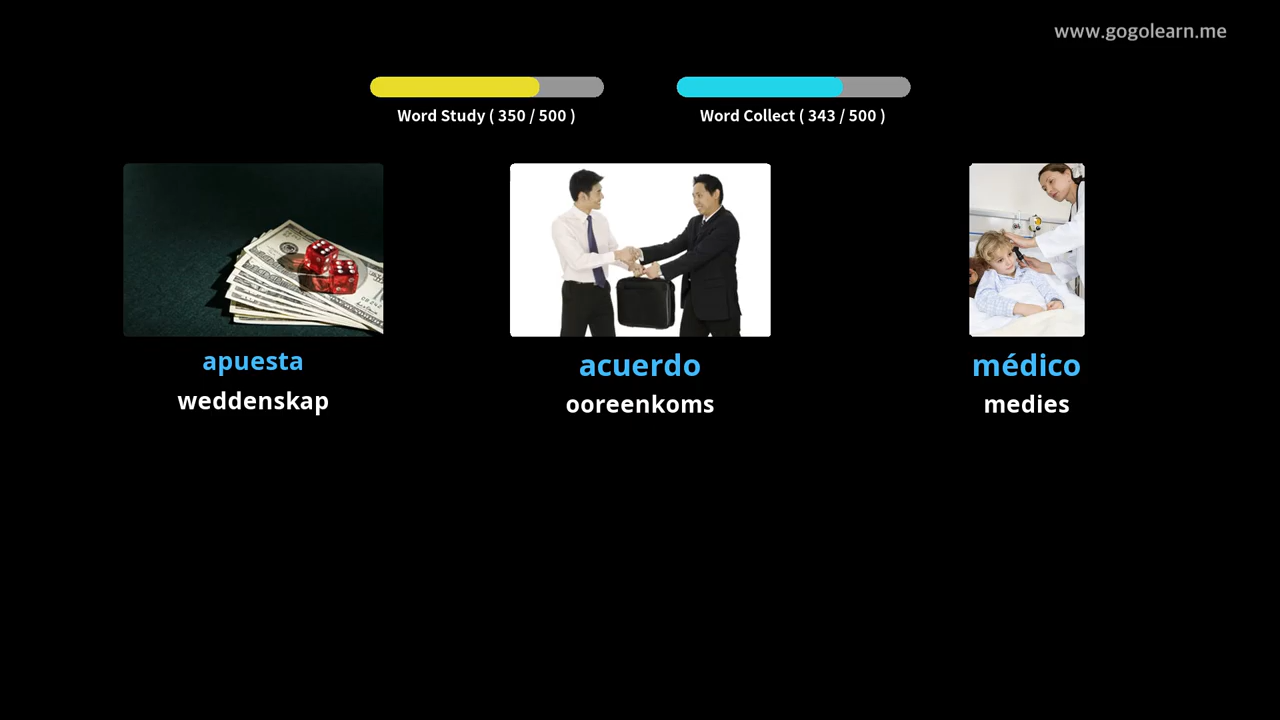 www.gogolearn.me
Word Study ( 350 / 500 )
Word Collect ( 343 / 500 )
apuesta
weddenskap
acuerdo
ooreenkoms
médico
medies